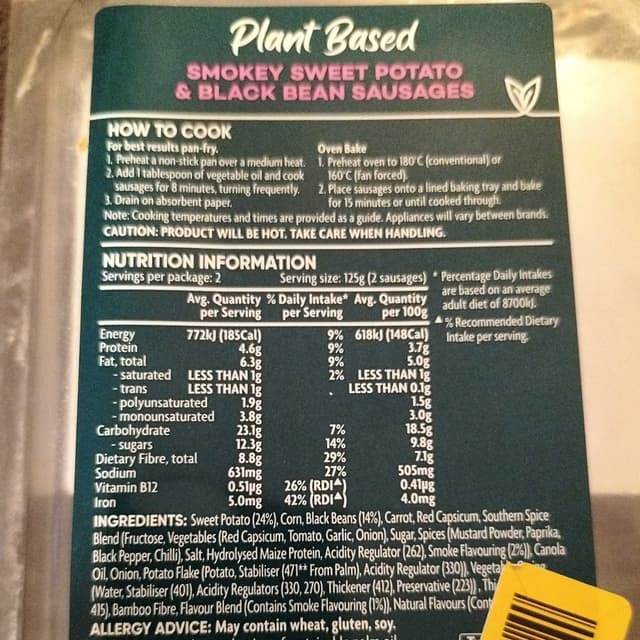 Plant Based
SMOKEY SWEET POTATO
& BLACK BEAN SAUSAGES
HOW TO COOK
For best results pan-fry.
1. Preheat a non-stick pan over a medium heat.
2. Add 1 tablespoon of vegetable oil and cook
sausages for 8 minutes, turning frequently.
3. Drain on absorbent paper.
Oven Bake
1. Preheat oven to 180°C (conventional) or
160°C (fan forced).
2. Place sausages onto a lined baking tray and bake
for 15 minutes or until cooked through.
Note: Cooking temperatures and times are provided as a guide. Appliances will vary between brands.
CAUTION: PRODUCT WILL BE HOT. TAKE CARE WHEN HANDLING.
NUTRITION INFORMATION
Servings per package: 2 Serving size: 125g (2 sausages)
Avg. Quantity % Daily Intake* Avg. Quantity
per Serving per Serving per 100g
Energy 772kJ (185Cal) 9% 618kJ (148Cal)
Protein 4.6g 9% 3.7g
Fat, total 6.3g 9% 5.0g
- saturated LESS THAN 1g 2% LESS THAN 1g
- trans LESS THAN 1g LESS THAN 0.1g
- polyunsaturated 1.9g 1.5g
- monounsaturated 3.8g 3.0g
Carbohydrate 23.1g 7% 18.5g
- sugars 12.3g 14% 9.8g
Dietary Fibre, total 8.8g 29% 7.1g
Sodium 631mg 27% 505mg
Vitamin B12 0.51µg 26% (RDI▲) 0.41µg
Iron 5.0mg 42% (RDI▲) 4.0mg
* Percentage Daily Intakes
are based on an average
adult diet of 8700kJ.
▲ % Recommended Dietary
Intake per serving.
INGREDIENTS: Sweet Potato (24%), Corn, Black Beans (14%), Carrot, Red Capsicum, Southern Spice
Blend (Fructose, Vegetables (Red Capsicum, Tomato, Garlic, Onion), Sugar, Spices (Mustard Powder, Paprika,
Black Pepper, Chilli), Salt, Hydrolysed Maize Protein, Acidity Regulator (262), Smoke Flavouring (2%)), Canola
Oil, Onion, Potato Flake (Potato, Stabiliser (471** From Palm), Acidity Regulator (330)),
(Water, Stabiliser (401), Acidity Regulators (330, 270), Thickener (412), Preservative (223)),
415), Bamboo Fibre, Flavour Blend (Contains Smoke Flavouring (1%)), Natural Flavours
ALLERGY ADVICE: May contain wheat, gluten, soy.